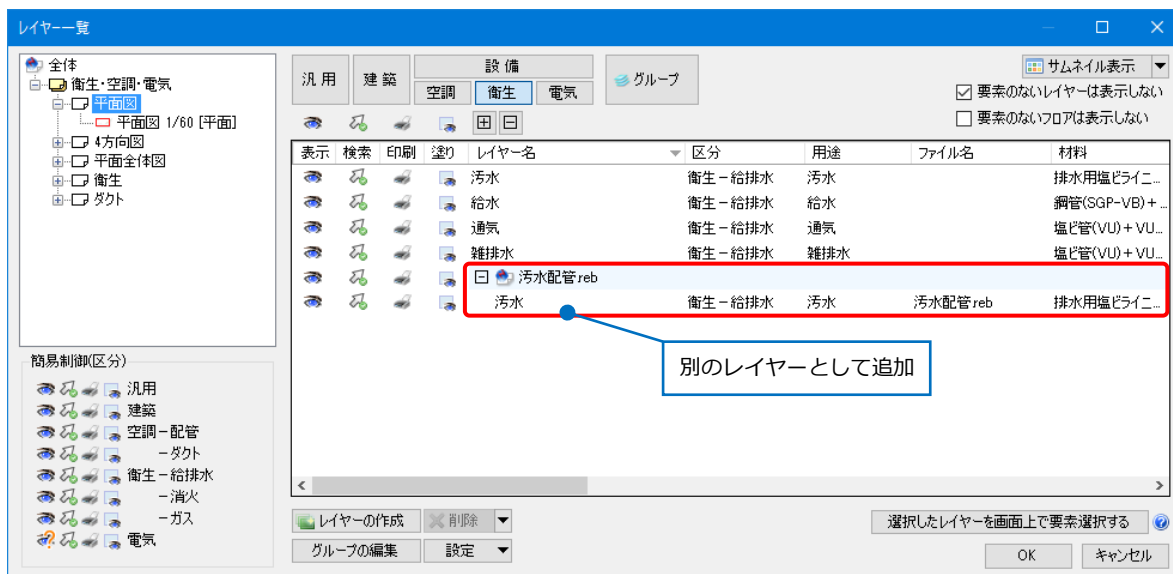 レイヤー一覧
全体
衛生・空調・電気
平面図
平面図 1/60 [平面]
4方向図
平面全体図
衛生
ダクト
汎用
建築
設備
空調
衛生
電気
グループ
サムネイル表示
要素のないレイヤーは表示しない
要素のないフロアは表示しない
表示 検索 印刷 塗り レイヤー名 区分 用途 ファイル名 材料
汚水 衛生－給排水 汚水 排水用塩ビライニ...
給水 衛生－給排水 給水 鋼管(SGP-VB)+...
通気 衛生－給排水 通気 塩ビ管(VU)+VU...
雑排水 衛生－給排水 雑排水 塩ビ管(VU)+VU...
汚水配管reb
汚水 衛生－給排水 汚水 汚水配管reb 排水用塩ビライニ...
別のレイヤーとして追加
簡易制御(区分)
汎用
建築
空調－配管
－ダクト
衛生－給排水
－消火
－ガス
電気
レイヤーの作成
削除
選択したレイヤーを画面上で要素選択する
グループの編集
設定
OK
キャンセル